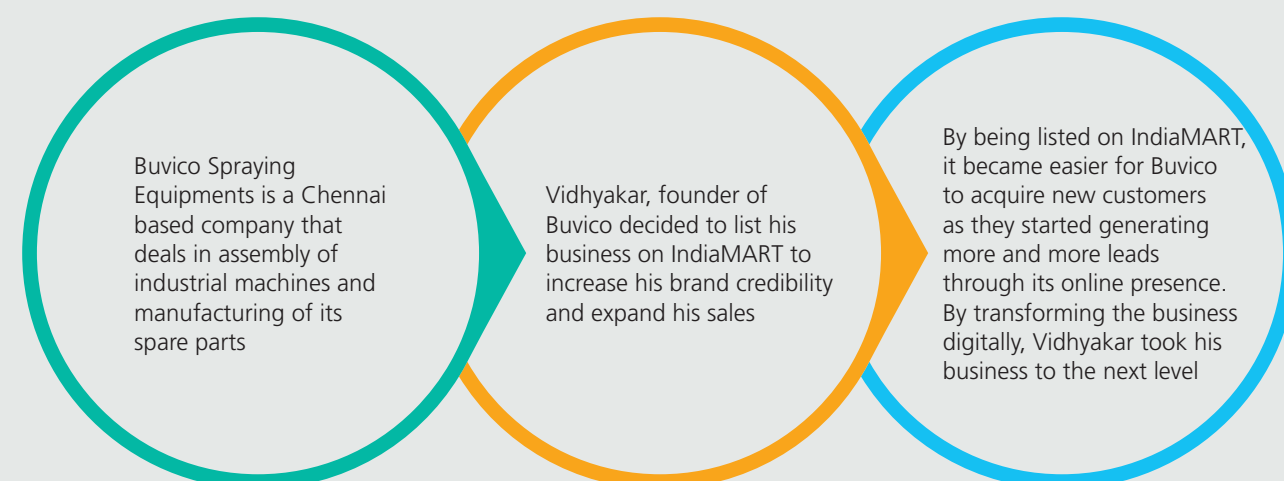 Buvico Spraying
Equipments is a Chennai
based company that
deals in assembly of
industrial machines and
manufacturing of its
spare parts
Vidhyakar, founder of
Buvico decided to list his
business on IndiaMART to
increase his brand credibility
and expand his sales
By being listed on IndiaMART,
it became easier for Buvico
to acquire new customers
as they started generating
more and more leads
through its online presence.
By transforming the business
digitally, Vidhyakar took his
business to the next level